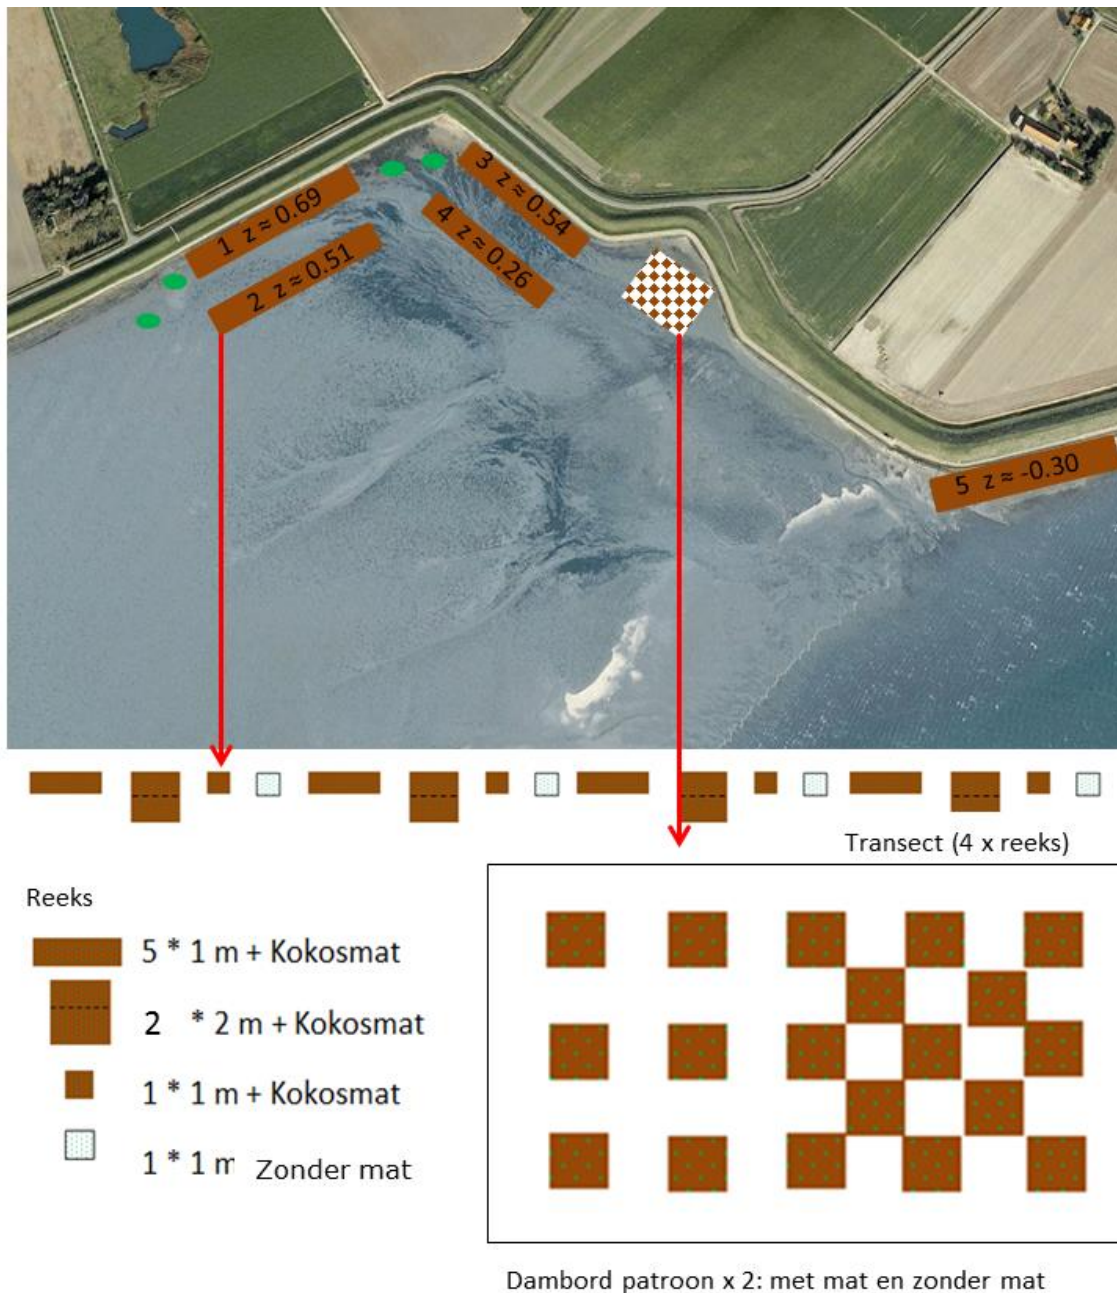 1 z ≈ 0.69
2 z ≈ 0.51
3 z ≈ 0.54
4 z ≈ 0.26
5 z ≈ -0.30
Transect (4 x reeks)
Reeks
5 * 1 m + Kokosmat
2 * 2 m + Kokosmat
1 * 1 m + Kokosmat
1 * 1 m Zonder mat
Dambord patroon x 2: met mat en zonder mat